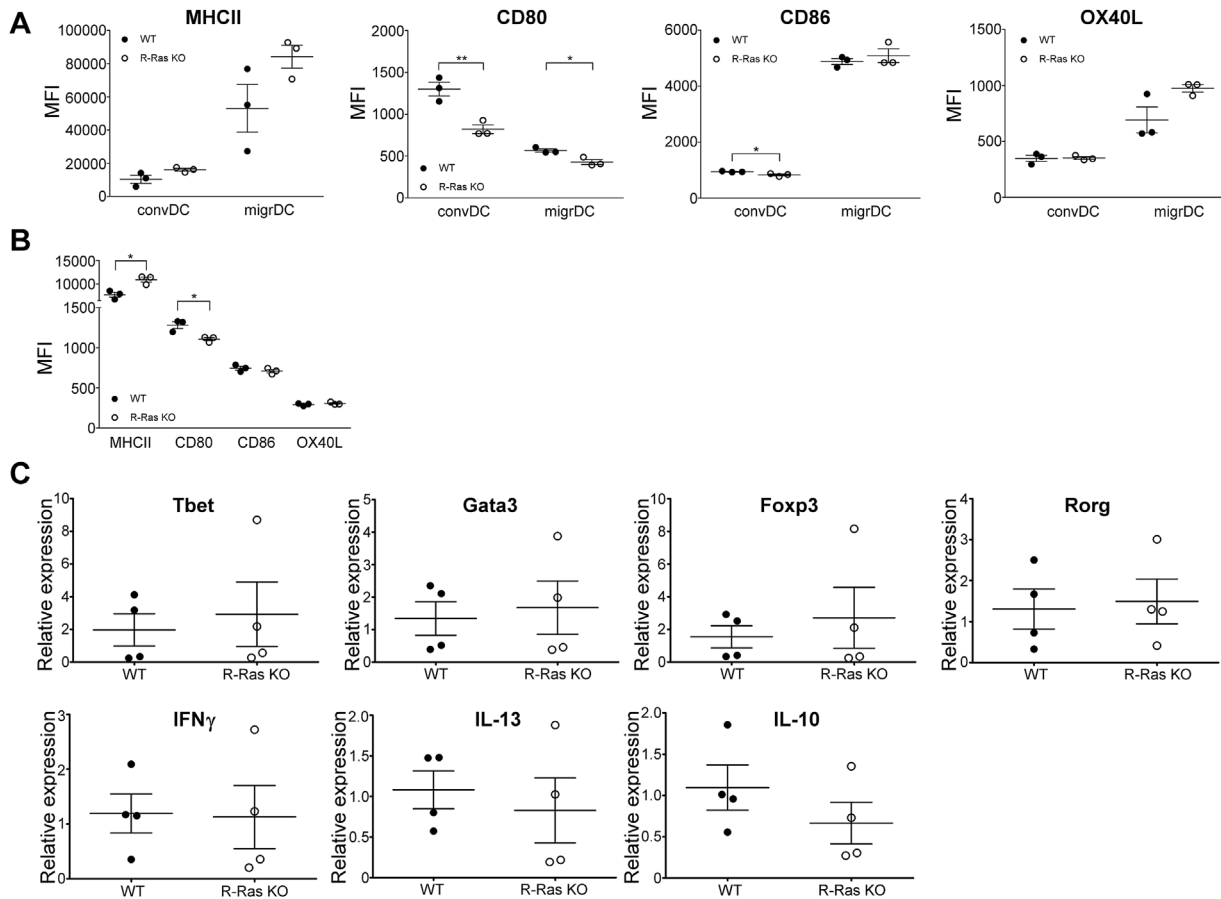 A
MHCII
MFI
100000
80000
60000
40000
20000
0
WT
R-Ras KO
convDC
migrDC
CD80
MFI
2000
1500
1000
500
0
**
*
WT
R-Ras KO
convDC
migrDC
CD86
MFI
6000
4000
2000
0
WT
R-Ras KO
*
convDC
migrDC
OX40L
MFI
1500
1000
500
0
WT
R-Ras KO
convDC
migrDC
B
MFI
15000
10000
1500
1000
500
0
*
*
WT
R-Ras KO
MHCII
CD80
CD86
OX40L
C
Tbet
Relative expression
10
8
6
4
2
0
WT
R-Ras KO
Gata3
Relative expression
5
4
3
2
1
0
WT
R-Ras KO
Foxp3
Relative expression
10
8
6
4
2
0
WT
R-Ras KO
Rorg
Relative expression
4
3
2
1
0
WT
R-Ras KO
IFNγ
Relative expression
3
2
1
0
WT
R-Ras KO
IL-13
Relative expression
2.0
1.5
1.0
0.5
0.0
WT
R-Ras KO
IL-10
Relative expression
2.0
1.5
1.0
0.5
0.0
WT
R-Ras KO